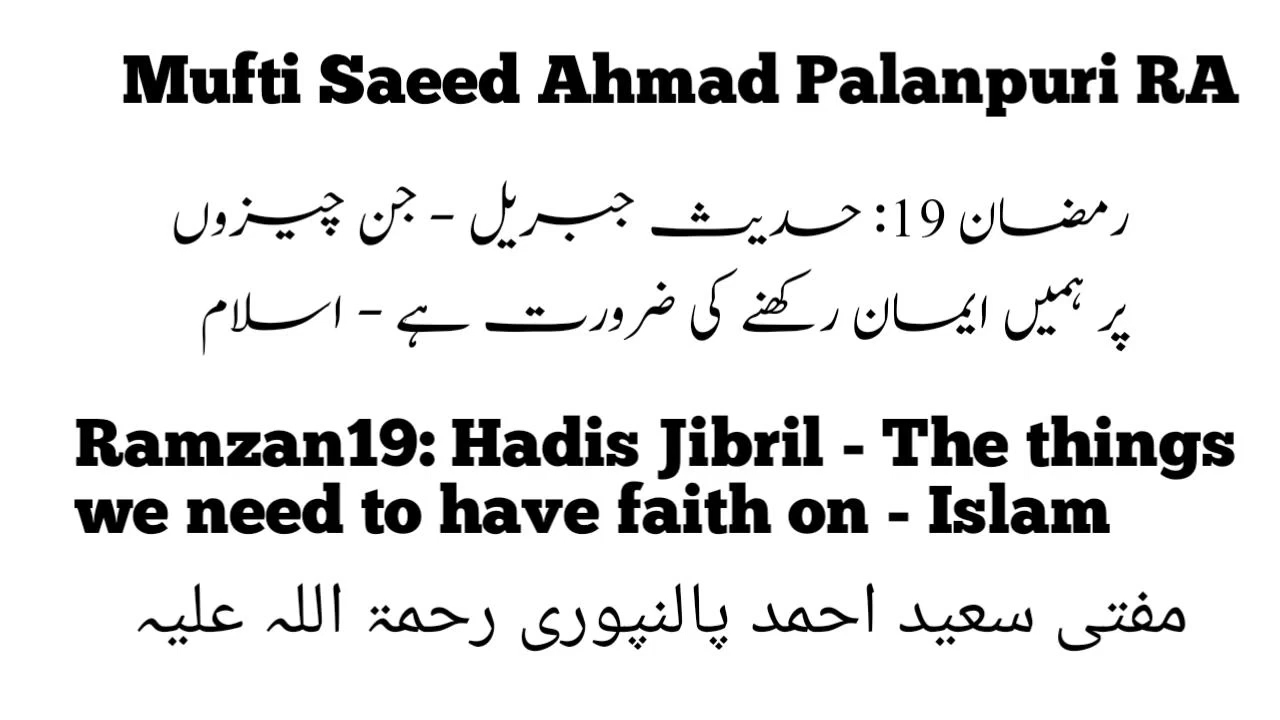 Mufti Saeed Ahmad Palanpuri RA
رمضان 19: حدیث جبریل - جن چیزوں
پر ہمیں ایمان رکھنے کی ضرورت ہے - اسلام
Ramzan19: Hadis Jibril - The things
we need to have faith on - Islam
مفتی سعید احمد پالنپوری رحمۃ اللہ علیہ